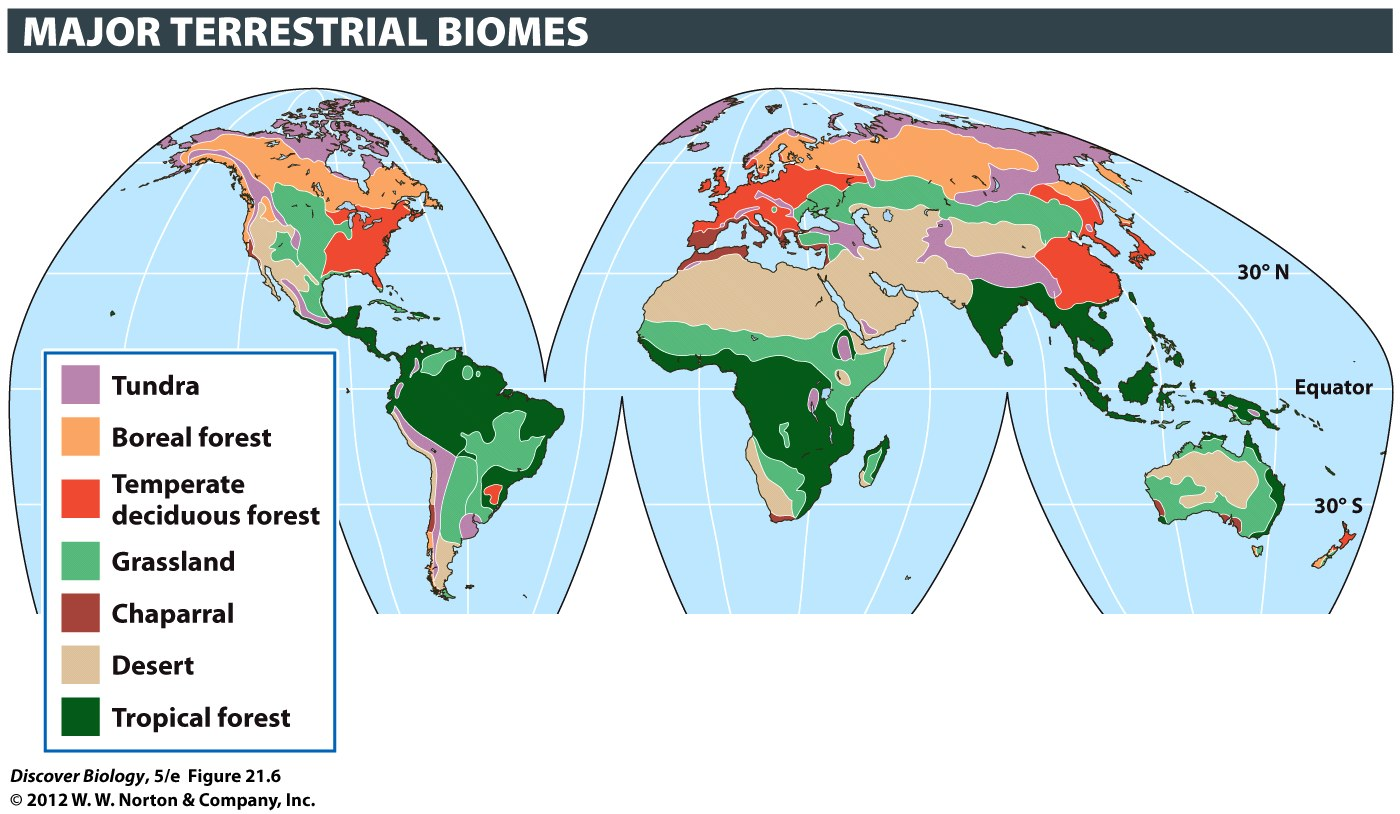 MAJOR TERRESTRIAL BIOMES
30° N
Equator
30° S
Tundra
Boreal forest
Temperate
deciduous forest
Grassland
Chaparral
Desert
Tropical forest
Discover Biology, 5/e Figure 21.6
© 2012 W. W. Norton & Company, Inc.